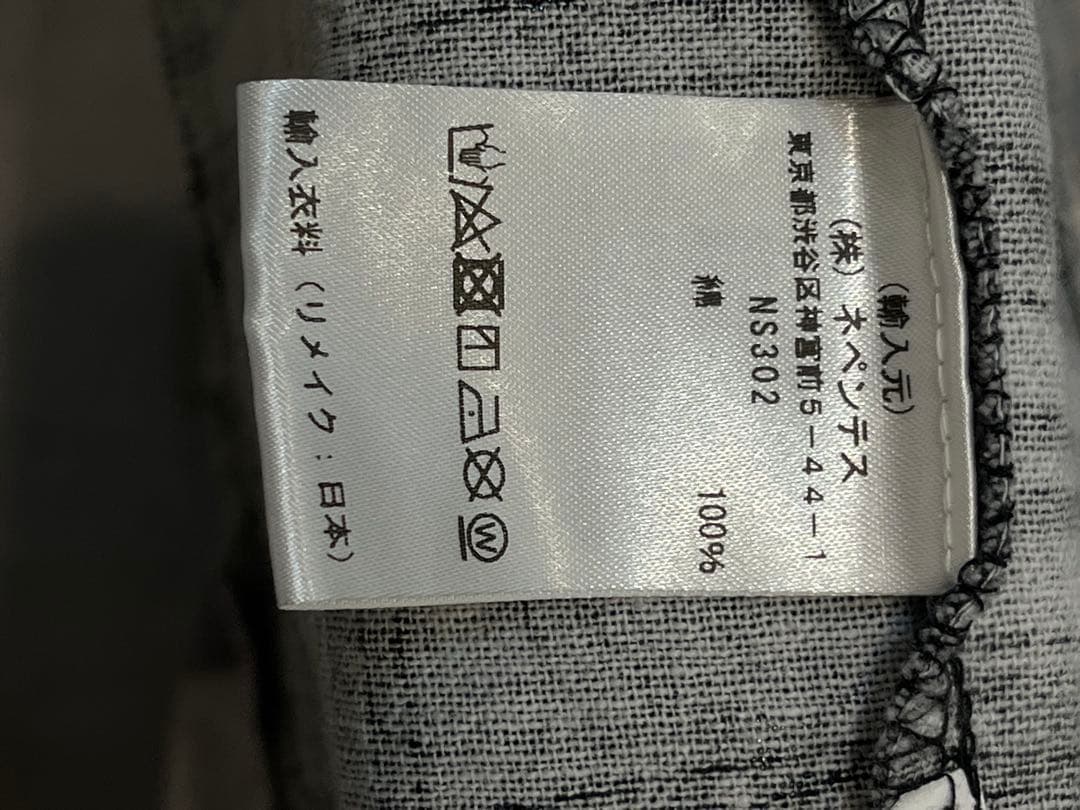 (輸入元)
(株) ネペンテス
東京都渋谷区神宮前5-44-1
NS302
綿 100%
W
輸入衣料 (リメイク:日本)